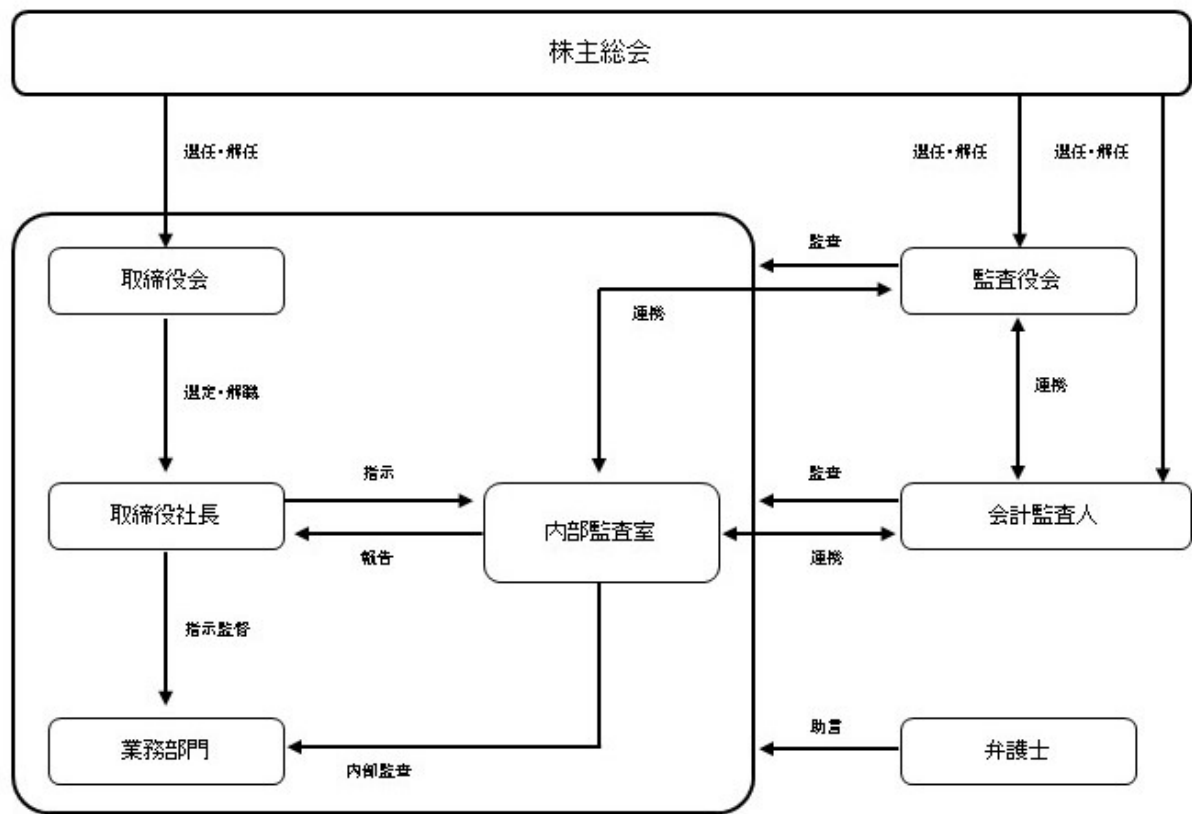 株主総会
選任・解任
選任・解任
選任・解任
監査
取締役会
監査役会
連携
連携
選定・解職
指示
監査
取締役社長
内部監査室
会計監査人
報告
連携
指示監督
助言
業務部門
弁護士
内部監査